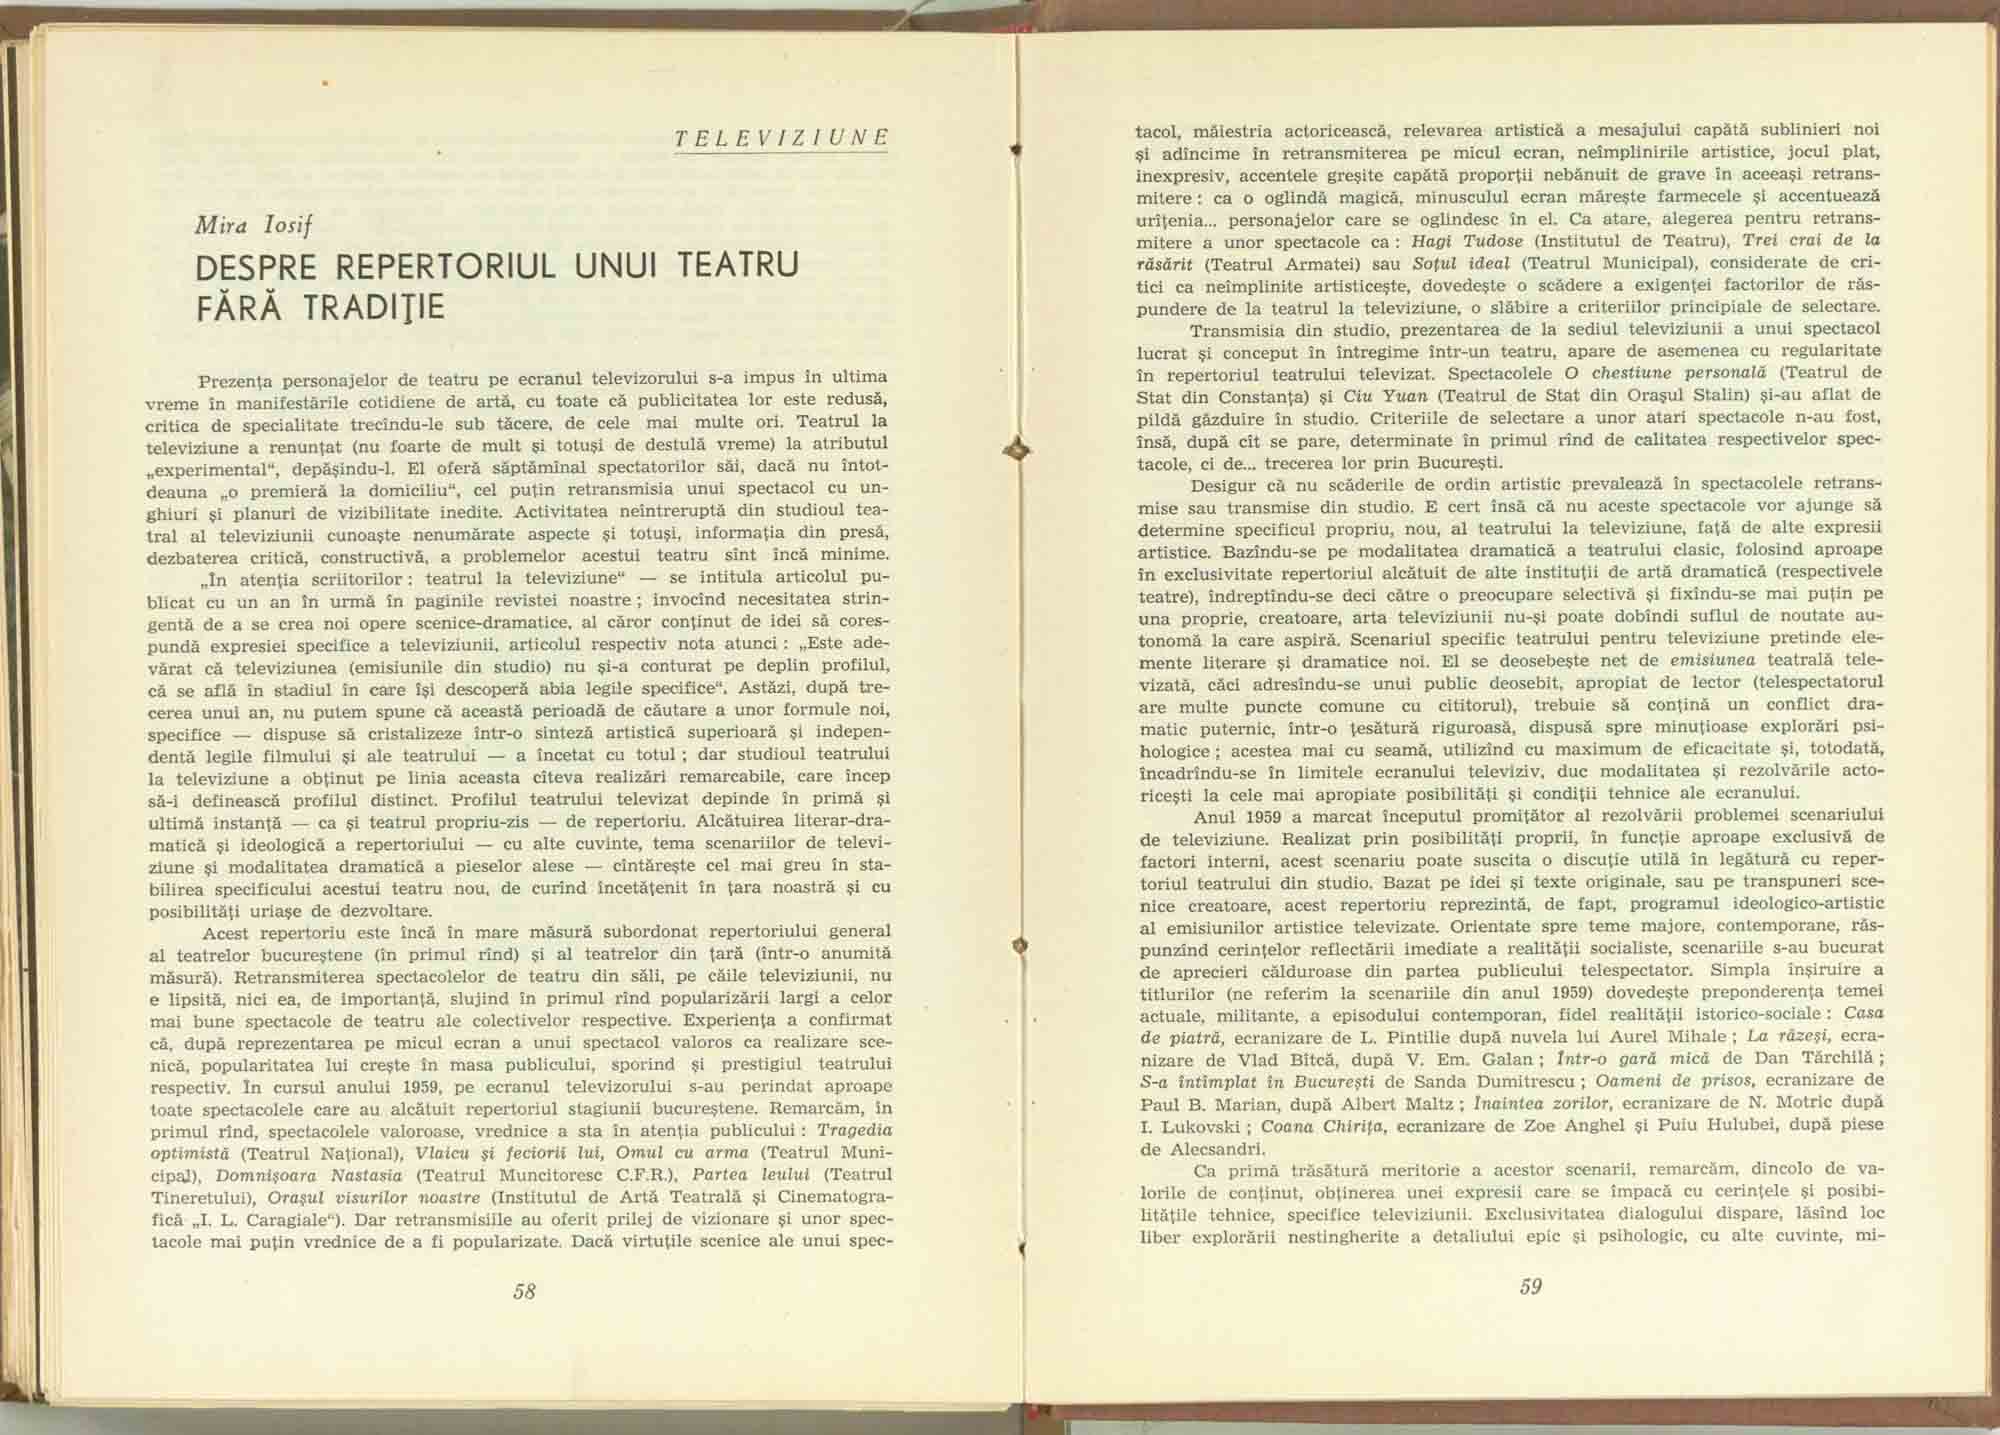 TELEVIZIUNE
Mira Iosif
DESPRE REPERTORIUL UNUI TEATRU
FĂRĂ TRADIŢIE
Prezenţa personajelor de teatru pe ecranul televizorului s-a impus în ultima
vreme în manifestările cotidiene de artă, cu toate că publicitatea lor este redusă,
critica de specialitate trecîndu-le sub tăcere, de cele mai multe ori. Teatrul la
televiziune a renunţat (nu foarte de mult şi totuşi de destulă vreme) la atributul
„experimental“, depăşindu-l. El oferă săptămînal spectatorilor săi, dacă nu întot-
deauna „o premieră la domiciliu“, cel puţin retransmisia unui spectacol cu un-
ghiuri şi planuri de vizibilitate inedite. Activitatea neîntreruptă din studioul tea-
tral al televiziunii cunoaşte nenumărate aspecte şi totuşi, informaţia din presă,
dezbaterea critică, constructivă, a problemelor acestui teatru sînt încă minime.
„În atenţia scriitorilor : teatrul la televiziune“ — se intitula articolul pu-
blicat cu un an în urmă în paginile revistei noastre ; invocînd necesitatea strin-
gentă de a se crea noi opere scenice-dramatice, al căror conţinut de idei să cores-
pundă expresiei specifice a televiziunii, articolul respectiv nota atunci : „Este ade-
vărat că televiziunea (emisiunile din studio) nu şi-a conturat pe deplin profilul,
că se află în stadiul în care îşi descoperă abia legile specifice“. Astăzi, după tre-
cerea unui an, nu putem spune că această perioadă de căutare a unor formule noi,
specifice — dispuse să cristalizeze într-o sinteză artistică superioară şi indepen-
dentă legile filmului şi ale teatrului — a încetat cu totul ; dar studioul teatrului
la televiziune a obţinut pe linia aceasta cîteva realizări remarcabile, care încep
să-i definească profilul distinct. Profilul teatrului televizat depinde în primă şi
ultimă instanţă — ca şi teatrul propriu-zis — de repertoriu. Alcătuirea literar-dra-
matică şi ideologică a repertoriului — cu alte cuvinte, tema scenariilor de televi-
ziune şi modalitatea dramatică a pieselor alese — cîntăreşte cel mai greu în sta-
bilirea specificului acestui teatru nou, de curînd încetăţenit în ţara noastră şi cu
posibilităţi uriaşe de dezvoltare.
Acest repertoriu este încă în mare măsură subordonat repertoriului general
al teatrelor bucureştene (în primul rînd) şi al teatrelor din ţară (într-o anumită
măsură). Retransmiterea spectacolelor de teatru din săli, pe căile televiziunii, nu
e lipsită, nici ea, de importanţă, slujind în primul rînd popularizării largi a celor
mai bune spectacole de teatru ale colectivelor respective. Experienţa a confirmat
că, după reprezentarea pe micul ecran a unui spectacol valoros ca realizare sce-
nică, popularitatea lui creşte în masa publicului, sporind şi prestigiul teatrului
respectiv. În cursul anului 1959, pe ecranul televizorului s-au perindat aproape
toate spectacolele care au alcătuit repertoriul stagiunii bucureştene. Remarcăm, în
primul rînd, spectacolele valoroase, vrednice a sta în atenţia publicului : Tragedia
optimistă (Teatrul Naţional), Vlaicu şi feciorii lui, Omul cu arma (Teatrul Muni-
cipal), Domnişoara Nastasia (Teatrul Muncitoresc C.F.R.), Partea leului (Teatrul
Tineretului), Oraşul visurilor noastre (Institutul de Artă Teatrală şi Cinematogra-
fică „I. L. Caragiale“). Dar retransmisiile au oferit prilej de vizionare şi unor spec-
tacole mai puţin vrednice de a fi popularizate. Dacă virtuţile scenice ale unui spec-
58
tacol, măiestria actoricească, relevarea artistică a mesajului capătă sublinieri noi
şi adîncime în retransmiterea pe micul ecran, neîmplinirile artistice, jocul plat,
inexpresiv, accentele greşite capătă proporţii nebănuit de grave în aceeaşi retrans-
mitere : ca o oglindă magică, minusculul ecran măreşte farmecele şi accentuează
urîţenia... personajelor care se oglindesc în el. Ca atare, alegerea pentru retrans-
mitere a unor spectacole ca : Hagi Tudose (Institutul de Teatru), Trei crai de la
răsărit (Teatrul Armatei) sau Soţul ideal (Teatrul Municipal), considerate de cri-
tici ca neîmplinite artisticeşte, dovedeşte o scădere a exigenţei factorilor de răs-
pundere de la teatrul la televiziune, o slăbire a criteriilor principiale de selectare.
Transmisia din studio, prezentarea de la sediul televiziunii a unui spectacol
lucrat şi conceput în întregime într-un teatru, apare de asemenea cu regularitate
în repertoriul teatrului televizat. Spectacolele O chestiune personală (Teatrul de
Stat din Constanţa) şi Ciu Yuan (Teatrul de Stat din Oraşul Stalin) şi-au aflat de
pildă găzduire în studio. Criteriile de selectare a unor atari spectacole n-au fost,
însă, după cît se pare, determinate în primul rînd de calitatea respectivelor spec-
tacole, ci de... trecerea lor prin Bucureşti.
Desigur că nu scăderile de ordin artistic prevalează în spectacolele retrans-
mise sau transmise din studio. E cert însă că nu aceste spectacole vor ajunge să
determine specificul propriu, nou, al teatrului la televiziune, faţă de alte expresii
artistice. Bazîndu-se pe modalitatea dramatică a teatrului clasic, folosind aproape
în exclusivitate repertoriul alcătuit de alte instituţii de artă dramatică (respectivele
teatre), îndreptîndu-se deci către o preocupare selectivă şi fixîndu-se mai puţin pe
una proprie, creatoare, arta televiziunii nu-şi poate dobîndi suflul de noutate au-
tonomă la care aspiră. Scenariul specific teatrului pentru televiziune pretinde ele-
mente literare şi dramatice noi. El se deosebeşte net de emisiunea teatrală tele-
vizată, căci adresîndu-se unui public deosebit, apropiat de lector (telespectatorul
are multe puncte comune cu cititorul), trebuie să conţină un conflict dra-
matic puternic, într-o ţesătură riguroasă, dispusă spre minuţioase explorări psi-
hologice ; acestea mai cu seamă, utilizînd cu maximum de eficacitate şi, totodată,
încadrîndu-se în limitele ecranului televiziv, duc modalitatea şi rezolvările acto-
riceşti la cele mai apropiate posibilităţi şi condiţii tehnice ale ecranului.
Anul 1959 a marcat începutul promiţător al rezolvării problemei scenariului
de televiziune. Realizat prin posibilităţi proprii, în funcţie aproape exclusivă de
factori interni, acest scenariu poate suscita o discuţie utilă în legătură cu reper-
toriul teatrului din studio. Bazat pe idei şi texte originale, sau pe transpuneri sce-
nice creatoare, acest repertoriu reprezintă, de fapt, programul ideologico-artistic
al emisiunilor artistice televizate. Orientate spre teme majore, contemporane, răs-
punzînd cerinţelor reflectării imediate a realităţii socialiste, scenariile s-au bucurat
de aprecieri călduroase din partea publicului telespectator. Simpla înşiruire a
titlurilor (ne referim la scenariile din anul 1959) dovedeşte preponderenţa temei
actuale, militante, a episodului contemporan, fidel realităţii istorico-sociale : Casa
de piatră, ecranizare de L. Pintilie după nuvela lui Aurel Mihale ; La răzeşi, ecra-
nizare de Vlad Bîtcă, după V. Em. Galan ; Într-o gară mică de Dan Tărchilă ;
S-a întîmplat în Bucureşti de Sanda Dumitrescu ; Oameni de prisos, ecranizare de
Paul B. Marian, după Albert Maltz ; Inaintea zorilor, ecranizare de N. Motric după
I. Lukovski ; Coana Chiriţa, ecranizare de Zoe Anghel şi Puiu Hulubei, după piese
de Alecsandri.
Ca primă trăsătură meritorie a acestor scenarii, remarcăm, dincolo de va-
lorile de conţinut, obţinerea unei expresii care se împacă cu cerinţele şi posibi-
lităţile tehnice, specifice televiziunii. Exclusivitatea dialogului dispare, lăsînd loc
liber explorării nestingherite a detaliului epic şi psihologic, cu alte cuvinte, mi-
59